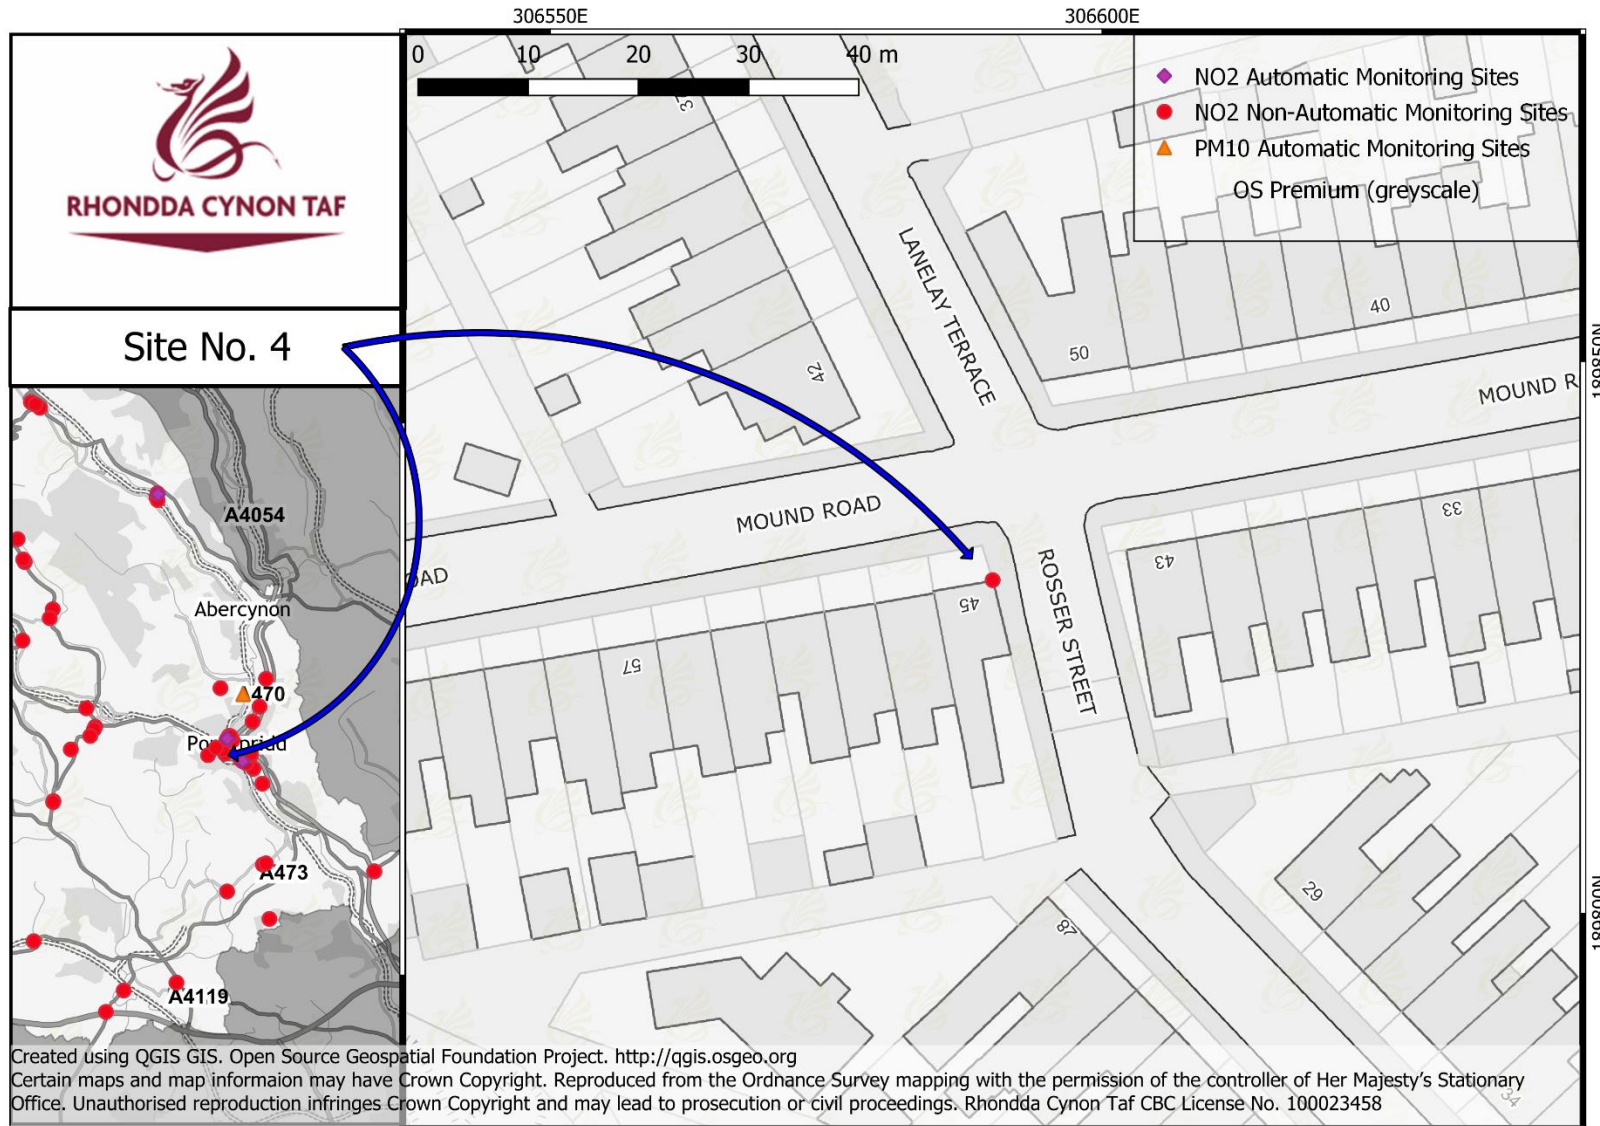 306550E
306600E
0 10 20 30 40 m
RHONDDA CYNON TAF
Site No. 4
NO2 Automatic Monitoring Sites
NO2 Non-Automatic Monitoring Sites
PM10 Automatic Monitoring Sites
OS Premium (greyscale)
LANELAY TERRACE
40
50
42
MOUND R
MOUND ROAD
OAD
ROSSER STREET
33
43
45
57
29
28
34
189850N
189800N
A4054
Abercynon
470
A473
A4119
Created using QGIS GIS. Open Source Geospatial Foundation Project. http://qgis.osgeo.org
Certain maps and map informaion may have Crown Copyright. Reproduced from the Ordnance Survey mapping with the permission of the controller of Her Majesty's Stationary
Office. Unauthorised reproduction infringes Crown Copyright and may lead to prosecution or civil proceedings. Rhondda Cynon Taf CBC License No. 100023458